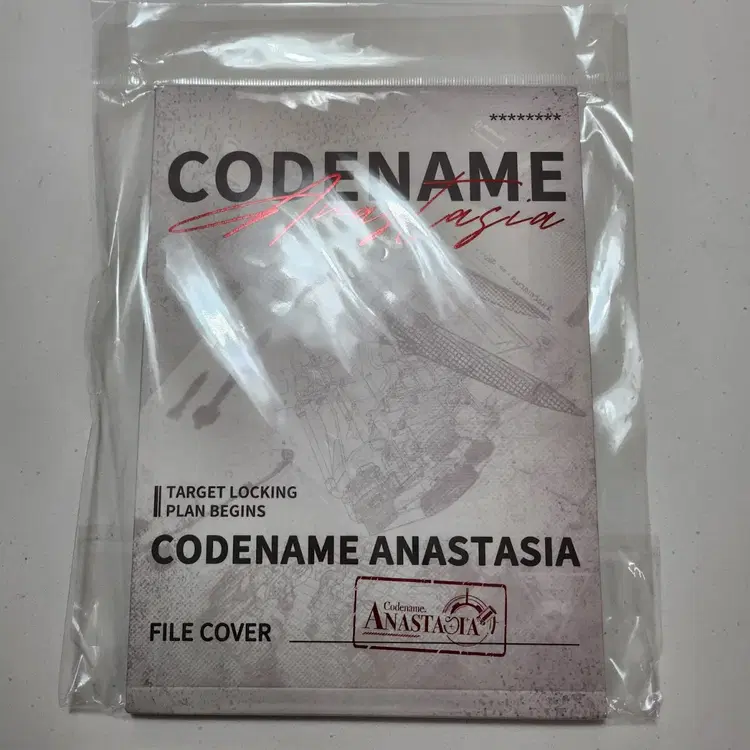 ********
CODENAME
Anastasia
TARGET LOCKING
PLAN BEGINS
CODENAME ANASTASIA
Codename.
ANASTASIA
FILE COVER